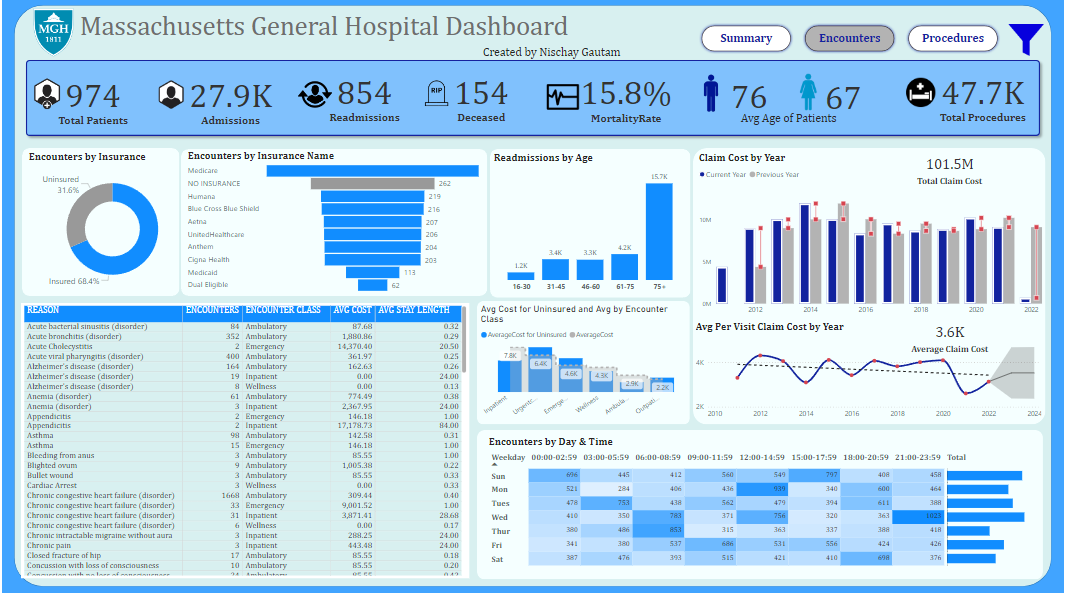 MGH
1811
Massachusetts General Hospital Dashboard
Created by Nischay Gautam
Summary
Encounters
Procedures
974
Total Patients
27.9K
Admissions
854
Readmissions
RIP
154
Deceased
15.8%
MortalityRate
76
67
Avg Age of Patients
47.7K
Total Procedures
Encounters by Insurance
Uninsured
31.6%
Insured 68.4%
Encounters by Insurance Name
Medicare
NO INSURANCE 262
Humana 219
Blue Cross Blue Shield 216
Aetna 207
UnitedHealthcare 206
Anthem 204
Cigna Health 203
Medicaid 113
Dual Eligible 62
Readmissions by Age
1.2K 3.4K 3.3K 4.2K 15.7K
16-30 31-45 46-60 61-75 75+
Claim Cost by Year
Current Year Previous Year
101.5M
Total Claim Cost
10M
5M
0M
2012 2014 2016 2018 2020 2022
REASON ENCOUNTERS ENCOUNTER CLASS AVG COST AVG STAY LENGTH
Acute bacterial sinusitis (disorder) 84 Ambulatory 87.68 0.32
Acute bronchitis (disorder) 352 Ambulatory 1,880.86 0.29
Acute Cholecystitis 2 Emergency 14,370.40 20.50
Acute viral pharyngitis (disorder) 400 Ambulatory 361.97 0.25
Alzheimer's disease (disorder) 164 Ambulatory 162.63 0.26
Alzheimer's disease (disorder) 19 Inpatient 0.00 24.00
Alzheimer's disease (disorder) 8 Wellness 0.00 0.13
Anemia (disorder) 61 Ambulatory 774.49 0.38
Anemia (disorder) 3 Inpatient 2,367.95 24.00
Appendicitis 2 Emergency 146.18 1.00
Appendicitis 2 Inpatient 17,178.73 84.00
Asthma 98 Ambulatory 142.58 0.31
Asthma 15 Emergency 146.18 1.00
Bleeding from anus 3 Ambulatory 85.55 1.00
Blighted ovum 9 Ambulatory 1,005.38 0.22
Bullet wound 3 Ambulatory 85.55 0.33
Cardiac Arrest 3 Wellness 0.00 0.33
Chronic congestive heart failure (disorder) 1668 Ambulatory 309.44 0.40
Chronic congestive heart failure (disorder) 33 Emergency 9,001.52 1.00
Chronic congestive heart failure (disorder) 31 Inpatient 3,871.41 28.68
Chronic congestive heart failure (disorder) 6 Wellness 0.00 0.17
Chronic intractable migraine without aura 3 Inpatient 288.25 24.00
Chronic pain 3 Inpatient 443.48 24.00
Closed fracture of hip 17 Ambulatory 85.55 0.18
Concussion with loss of consciousness 10 Ambulatory 85.55 0.20
Concussion with no loss of consciousness 24 Ambulatory 85.55 0.42
Avg Cost for Uninsured and Avg by Encounter
Class
AverageCost for Uninsured AverageCost
7.8K 6.4K 4.6K 4.3K 2.9K 2.2K
Inpatient Urgentc... Emerge... Wellness Ambula... Outpati...
Avg Per Visit Claim Cost by Year
3.6K
Average Claim Cost
4K
2K
2010 2012 2014 2016 2018 2020 2022 2024
Encounters by Day & Time
Weekday 00:00-02:59 03:00-05:59 06:00-08:59 09:00-11:59 12:00-14:59 15:00-17:59 18:00-20:59 21:00-23:59 Total
Sun 696 445 412 560 549 797 408 458
Mon 521 284 406 436 939 340 600 464
Tues 478 753 438 562 479 394 611 388
Wed 410 350 783 371 756 320 363 1023
Thur 380 486 853 315 363 337 388 418
Fri 341 380 537 686 531 556 424 426
Sat 387 476 393 515 421 410 698 376